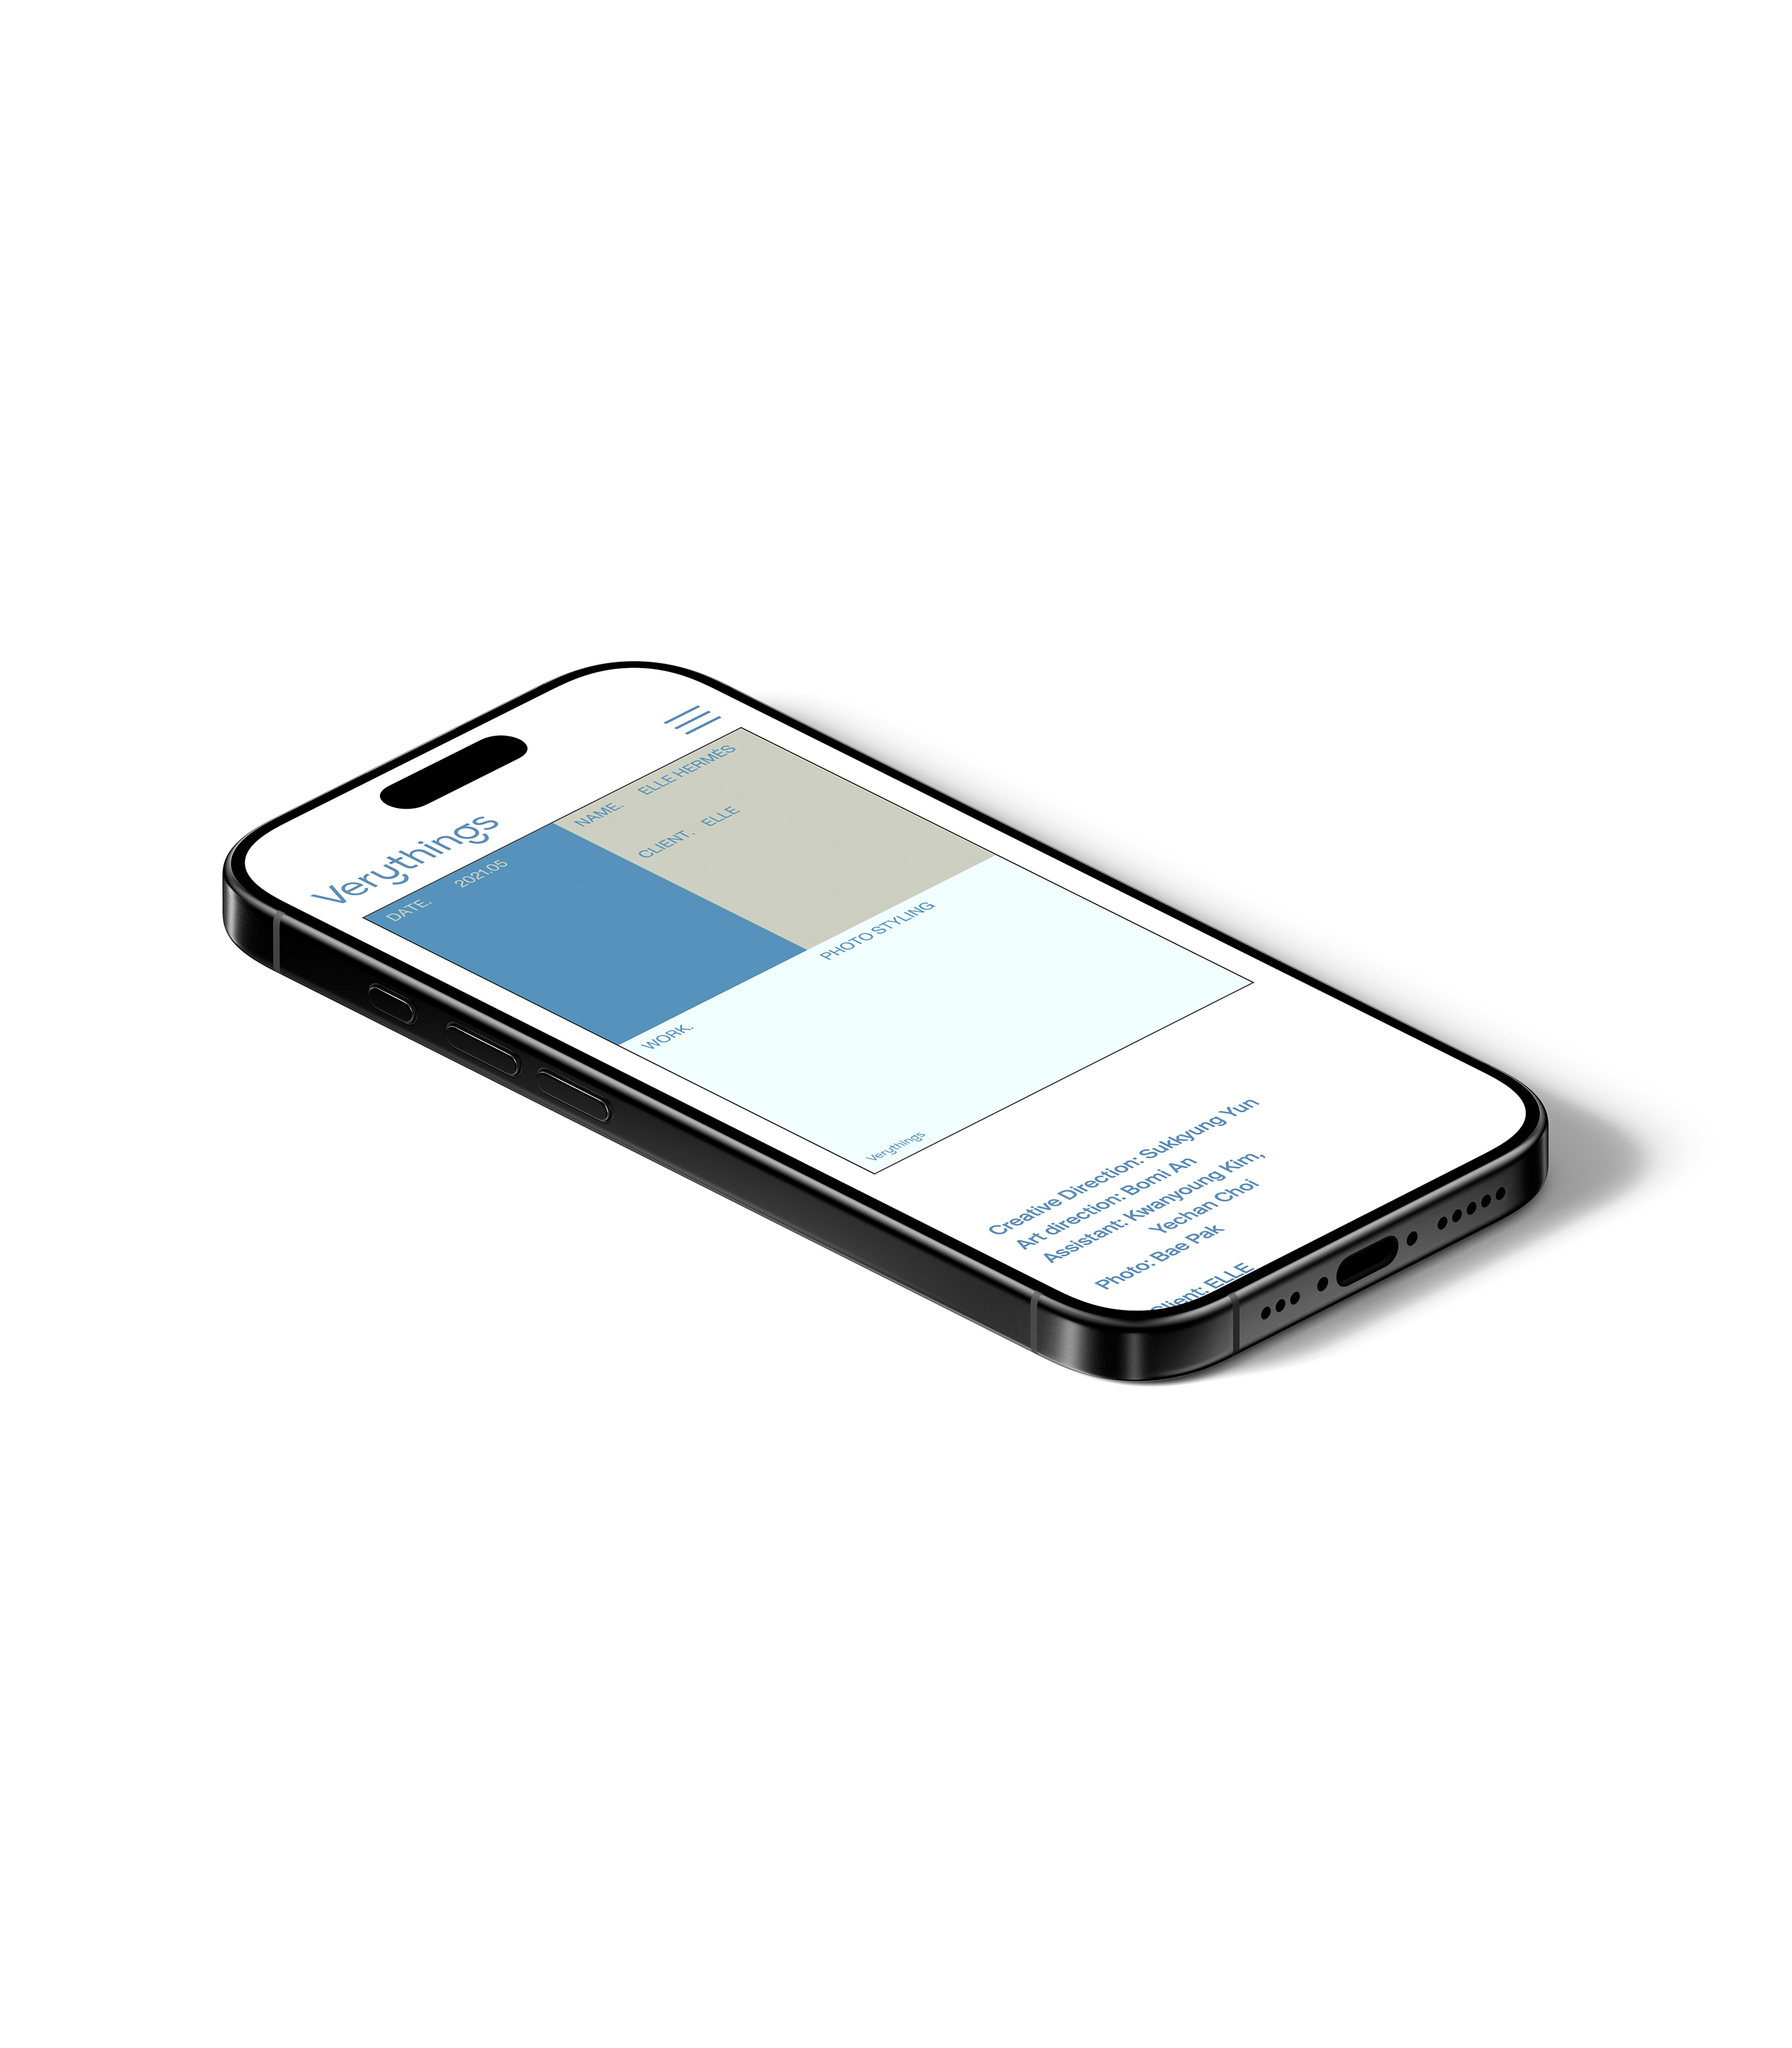 Verythings
DATE. 2021.05
NAME. ELLE HERMÈS
CLIENT. ELLE
WORK. PHOTO STYLING
Verythings
Creative Direction: Sukkyung Yun
Art direction: Bomi An
Assistant: Kwanyoung Kim,
Yechan Choi
Photo: Bae Pak
Client: ELLE